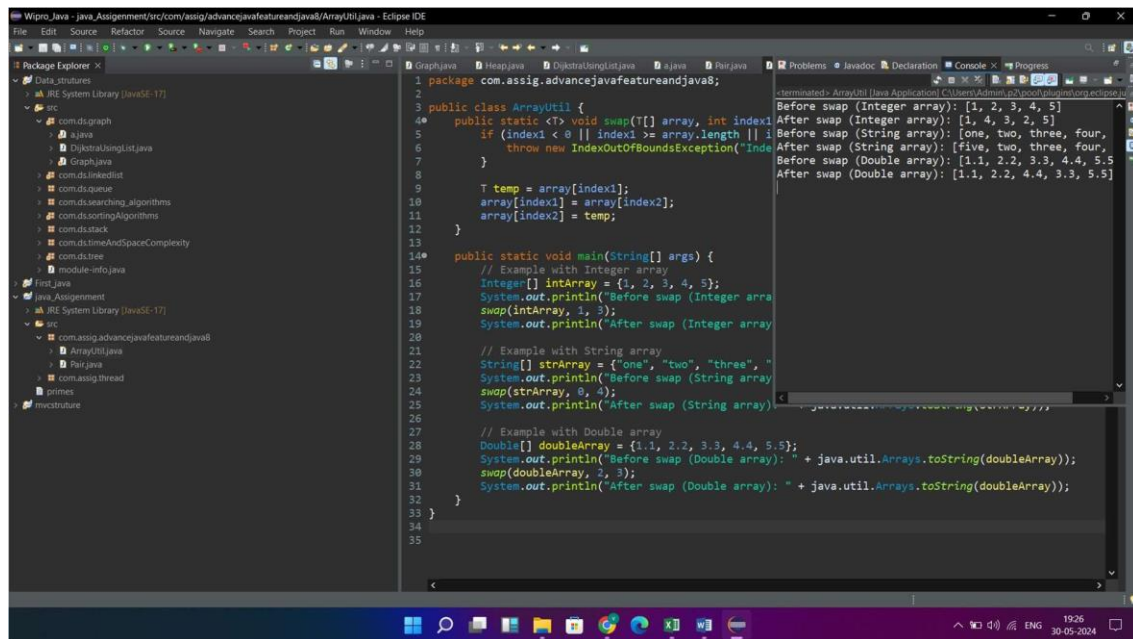 Wipro_Java - java_Assigenment/src/com/assig/advancejavafeatureandjava8/ArrayUtil.java - Eclipse IDE
File Edit Source Refactor Source Navigate Search Project Run Window Help
Package Explorer
Data_strutures
JRE System Library [JavaSE-17]
src
com.ds.graph
a.java
DijkstraUsingList.java
Graph.java
com.ds.linkedlist
com.ds.queue
com.ds.searching_algorithms
com.ds.sortingAlgorithms
com.ds.stack
com.ds.timeAndSpaceComplexity
com.ds.tree
module-info.java
First_java
java_Assigenment
JRE System Library [JavaSE-17]
src
com.assig.advancejavafeatureandjava8
ArrayUtil.java
Pair.java
com.assig.thread
primes
mvcstruture
Graph.java Heap.java DijkstraUsingList.java a.java Pair.java
1 package com.assig.advancejavafeatureandjava8;
2
3 public class ArrayUtil {
4 public static <T> void swap(T[] array, int index1
5 if (index1 < 0 || index1 >= array.length || i
6 throw new IndexOutOfBoundsException("Inde
7 }
8
9 T temp = array[index1];
10 array[index1] = array[index2];
11 array[index2] = temp;
12 }
13
14 public static void main(String[] args) {
15 // Example with Integer array
16 Integer[] intArray = {1, 2, 3, 4, 5};
17 System.out.println("Before swap (Integer arra
18 swap(intArray, 1, 3);
19 System.out.println("After swap (Integer array
20
21 // Example with String array
22 String[] strArray = {"one", "two", "three", "
23 System.out.println("Before swap (String array
24 swap(strArray, 0, 4);
25 System.out.println("After swap (String array)
26
27 // Example with Double array
28 Double[] doubleArray = {1.1, 2.2, 3.3, 4.4, 5.5};
29 System.out.println("Before swap (Double array): " + java.util.Arrays.toString(doubleArray));
30 swap(doubleArray, 2, 3);
31 System.out.println("After swap (Double array): " + java.util.Arrays.toString(doubleArray));
32 }
33 }
34
35
Problems Javadoc Declaration Console Progress
<terminated> ArrayUtil [Java Application] C:\Users\Admin\.p2\pool\plugins\org.eclipse.ju
Before swap (Integer array): [1, 2, 3, 4, 5]
After swap (Integer array): [1, 4, 3, 2, 5]
Before swap (String array): [one, two, three, four,
After swap (String array): [five, two, three, four,
Before swap (Double array): [1.1, 2.2, 3.3, 4.4, 5.5
After swap (Double array): [1.1, 2.2, 4.4, 3.3, 5.5]
ENG
19:26
30-05-2024